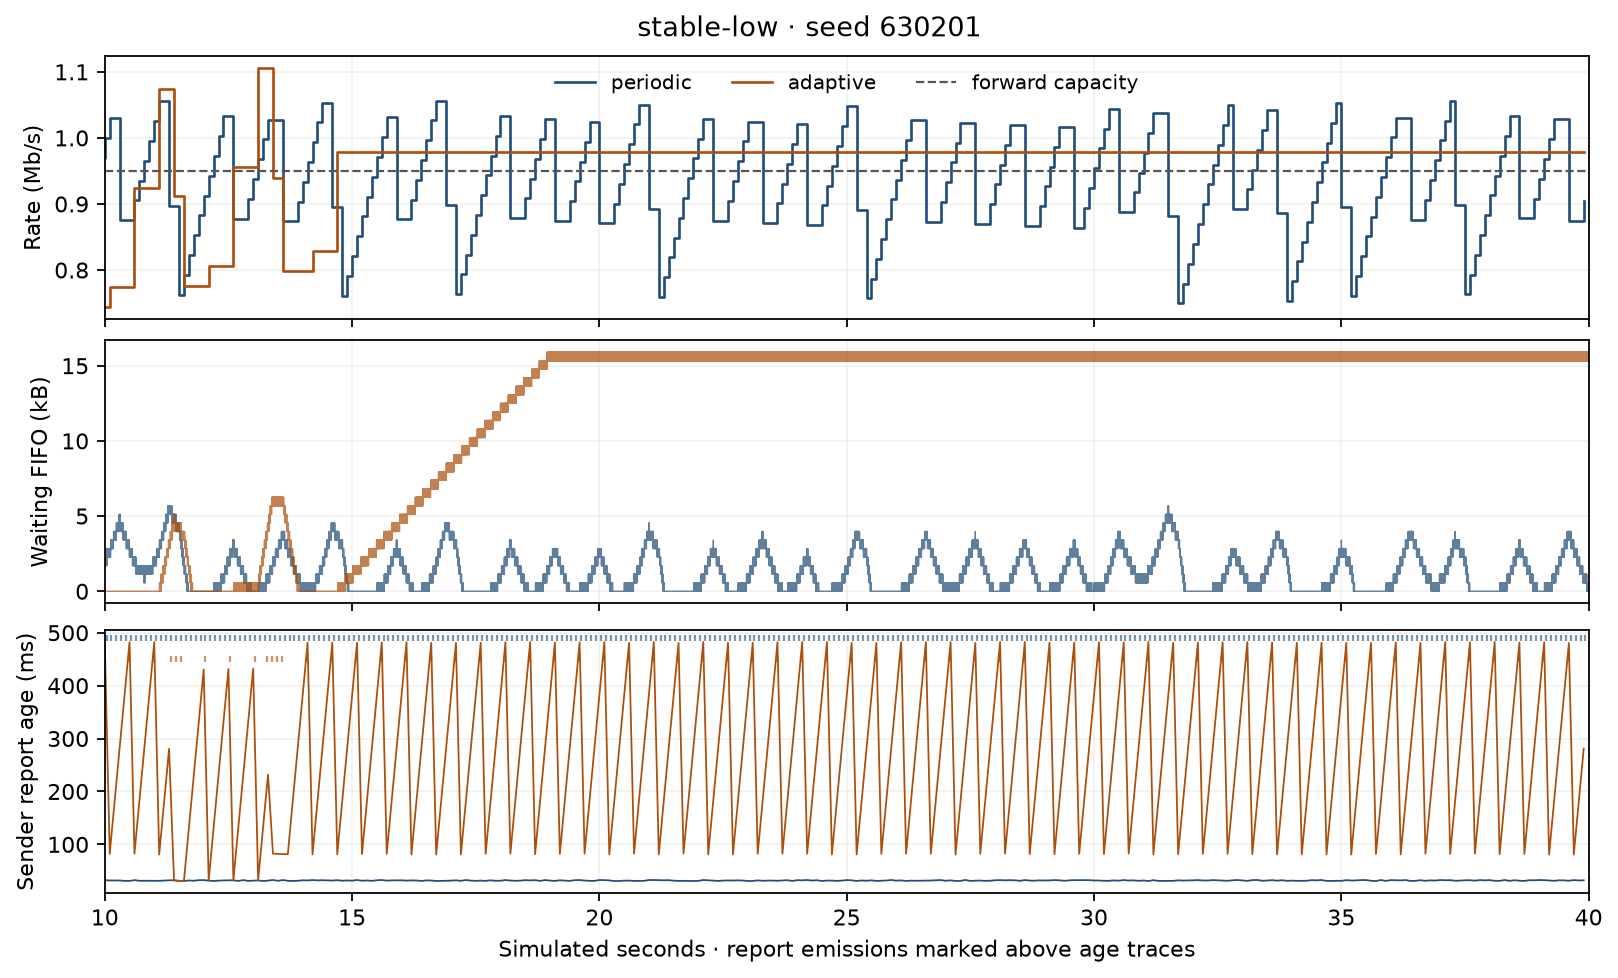 stable-low · seed 630201
periodic
adaptive
forward capacity
Rate (Mb/s)
1.1
1.0
0.9
0.8
Waiting FIFO (kB)
15
10
5
0
Sender report age (ms)
500
400
300
200
100
10 15 20 25 30 35 40
Simulated seconds · report emissions marked above age traces